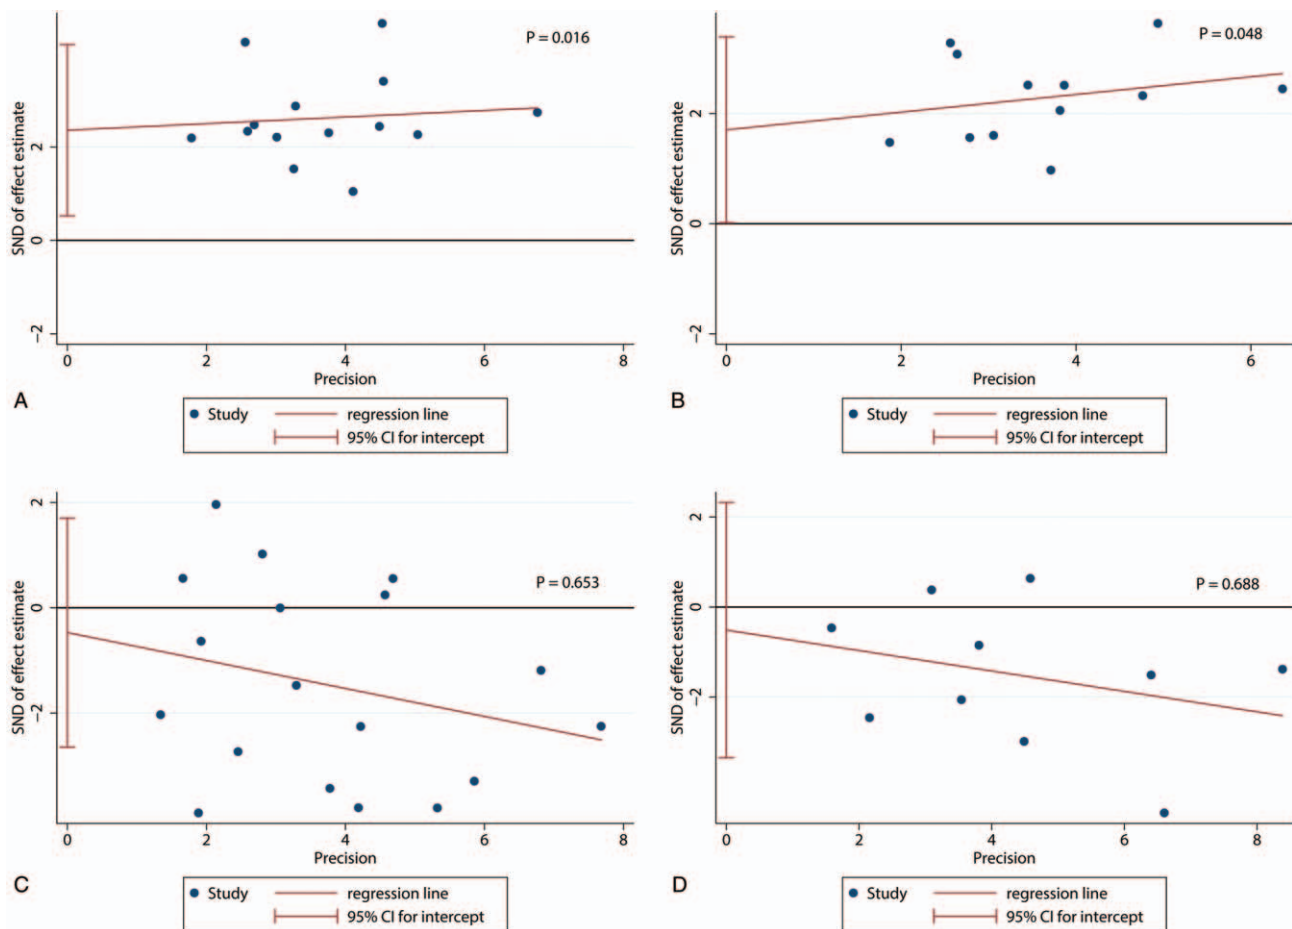 P = 0.016
SND of effect estimate
2
0
−2
0 2 4 6 8
Precision
A
Study regression line
95% CI for intercept
P = 0.048
SND of effect estimate
2
0
−2
0 2 4 6
Precision
B
Study regression line
95% CI for intercept
P = 0.653
SND of effect estimate
2
0
−2
0 2 4 6 8
Precision
C
Study regression line
95% CI for intercept
P = 0.688
SND of effect estimate
2
0
−2
0 2 4 6 8
Precision
D
Study regression line
95% CI for intercept